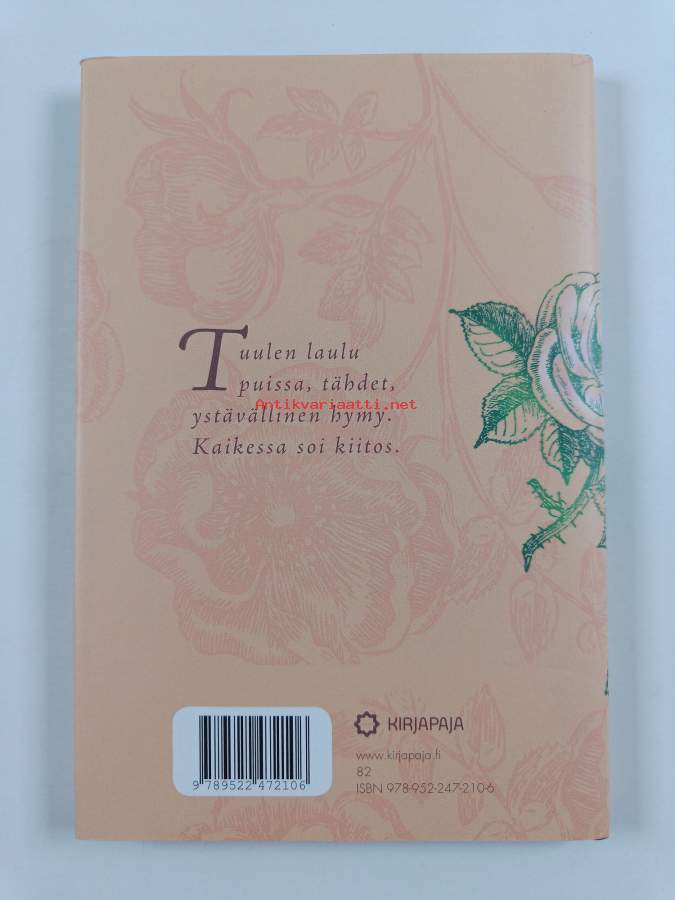 Tuulen laulu
puissa, tähdet,
Antikvariaatti.net
ystävällinen hymy.
Kaikessa soi kiitos.
KIRJAPAJA
www.kirjapaja.fi
82
ISBN 978-952-247-210-6
9 789522 472106